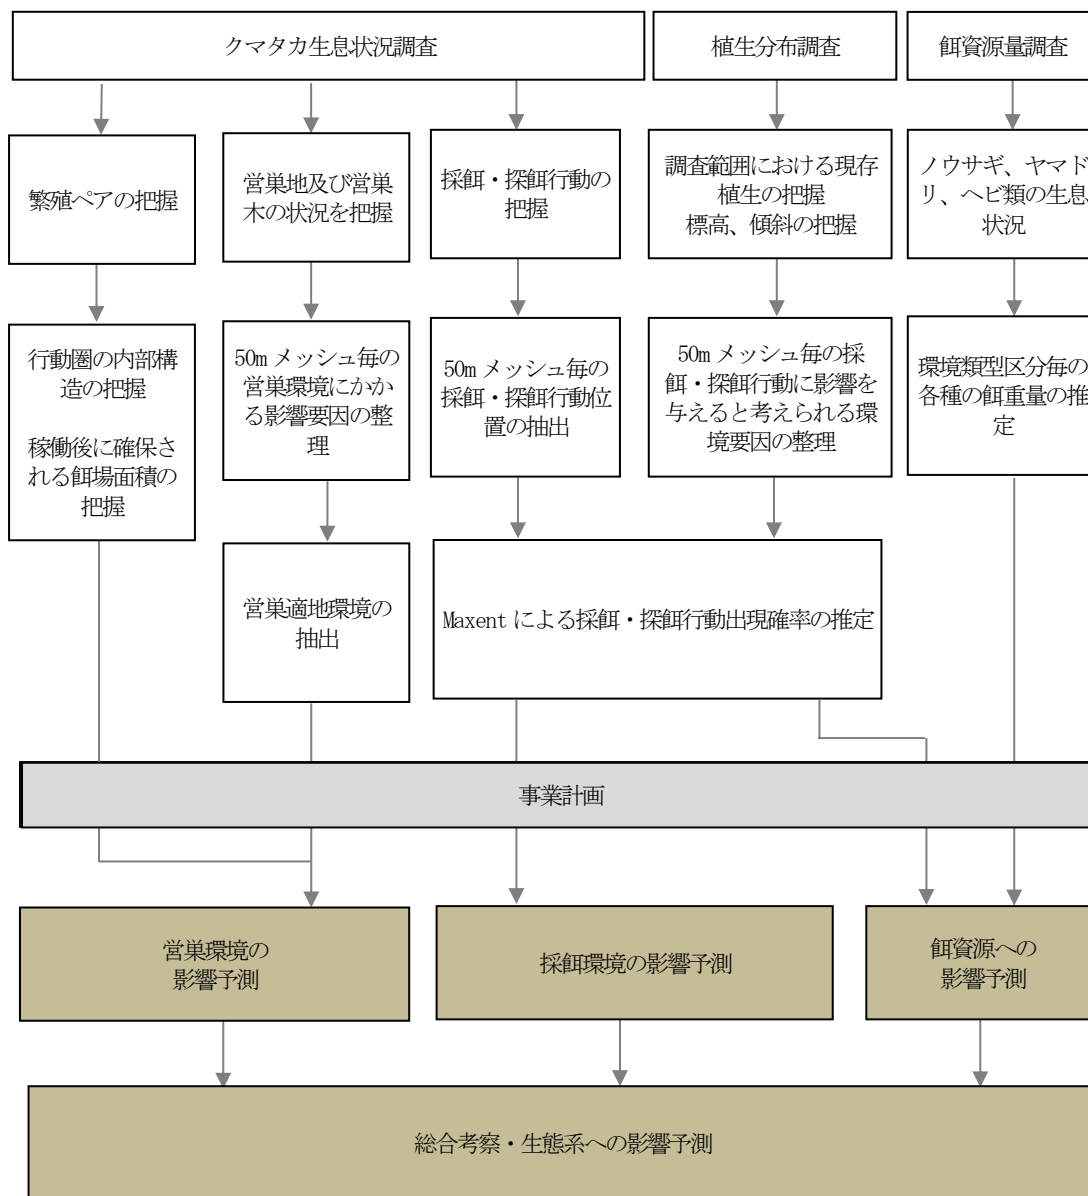 クマタカ生息状況調査
植生分布調査
餌資源量調査
繁殖ペアの把握
営巣地及び営巣
木の状況を把握
採餌・探餌行動の
把握
調査範囲における現存
植生の把握
標高、傾斜の把握
ノウサギ、ヤマド
リ、ヘビ類の生息
状況
行動圏の内部構
造の把握
稼働後に確保さ
れる餌場面積の
把握
50m メッシュ毎の
営巣環境にかか
る影響要因の整
理
50m メッシュ毎の
採餌・探餌行動位
置の抽出
50m メッシュ毎の採
餌・探餌行動に影響を
与えると考えられる環
境要因の整理
環境類型区分毎の
各種の餌重量の推
定
営巣適地環境の
抽出
Maxent による採餌・探餌行動出現確率の推定
事業計画
営巣環境の
影響予測
採餌環境の影響予測
餌資源への
影響予測
総合考察・生態系への影響予測